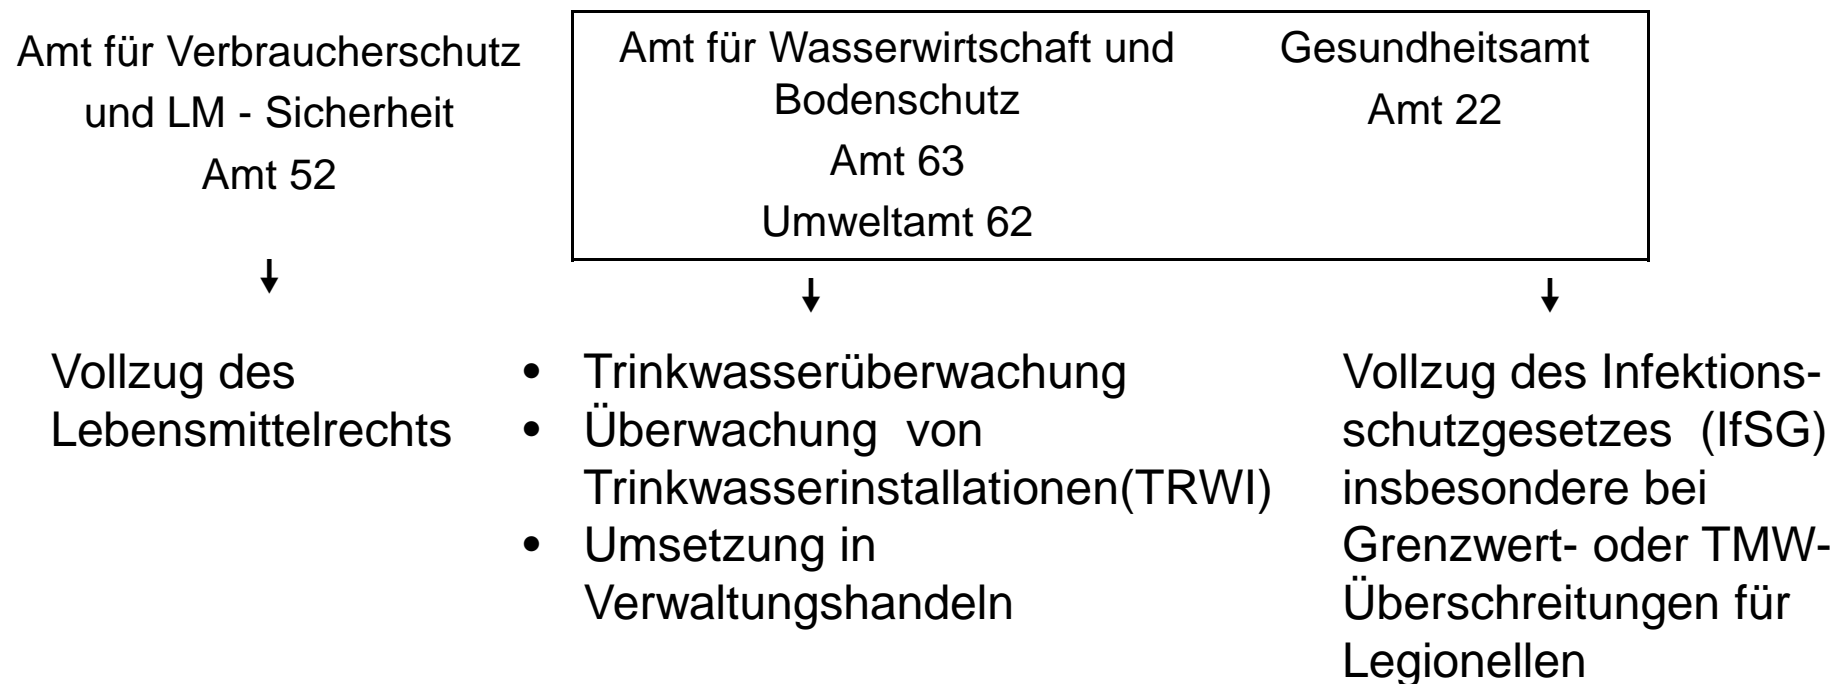 Amt für Verbraucherschutz
und LM - Sicherheit
Amt 52
Amt für Wasserwirtschaft und
Bodenschutz
Amt 63
Umweltamt 62
Gesundheitsamt
Amt 22
Vollzug des
Lebensmittelrechts
• Trinkwasserüberwachung
• Überwachung von
Trinkwasserinstallationen(TRWI)
• Umsetzung in
Verwaltungshandeln
Vollzug des Infektions-
schutzgesetzes (IfSG)
insbesondere bei
Grenzwert- oder TMW-
Überschreitungen für
Legionellen